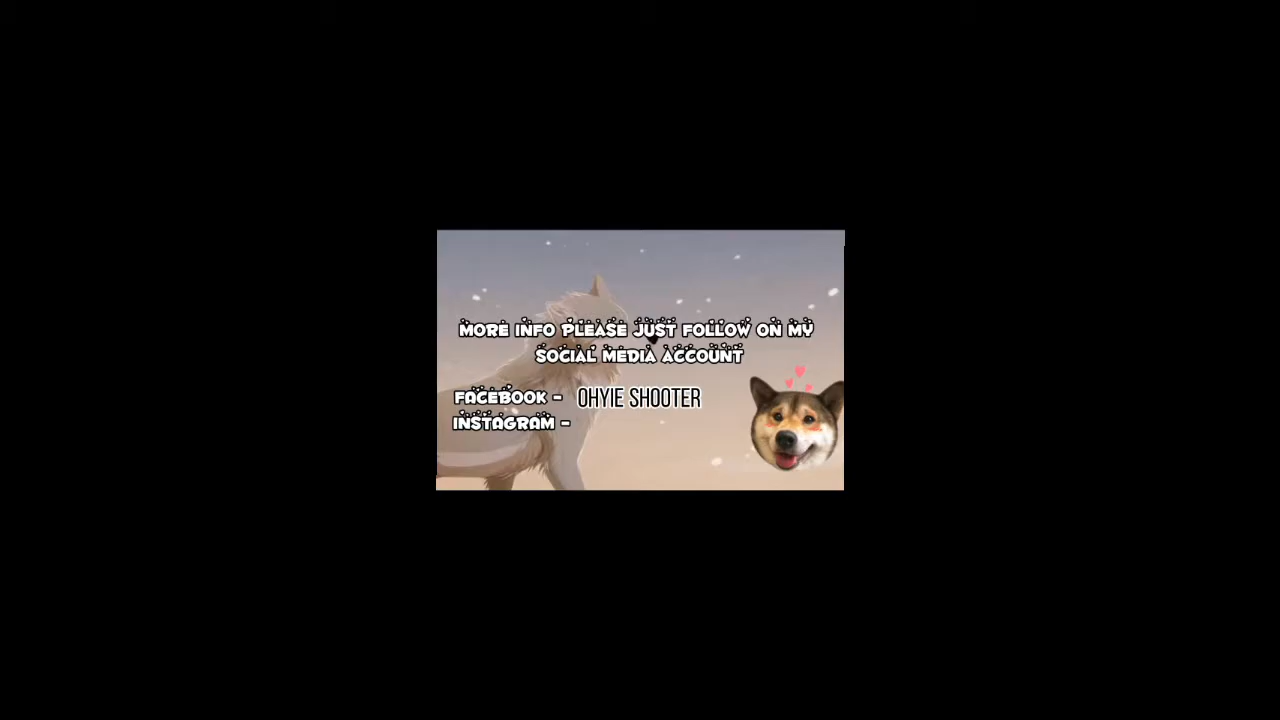 MORE INFO PLEASE JUST FOLLOW ON MY
SOCIAL MEDIA ACCOUNT
FACEBOOK - OHYIE SHOOTER
INSTAGRAM -